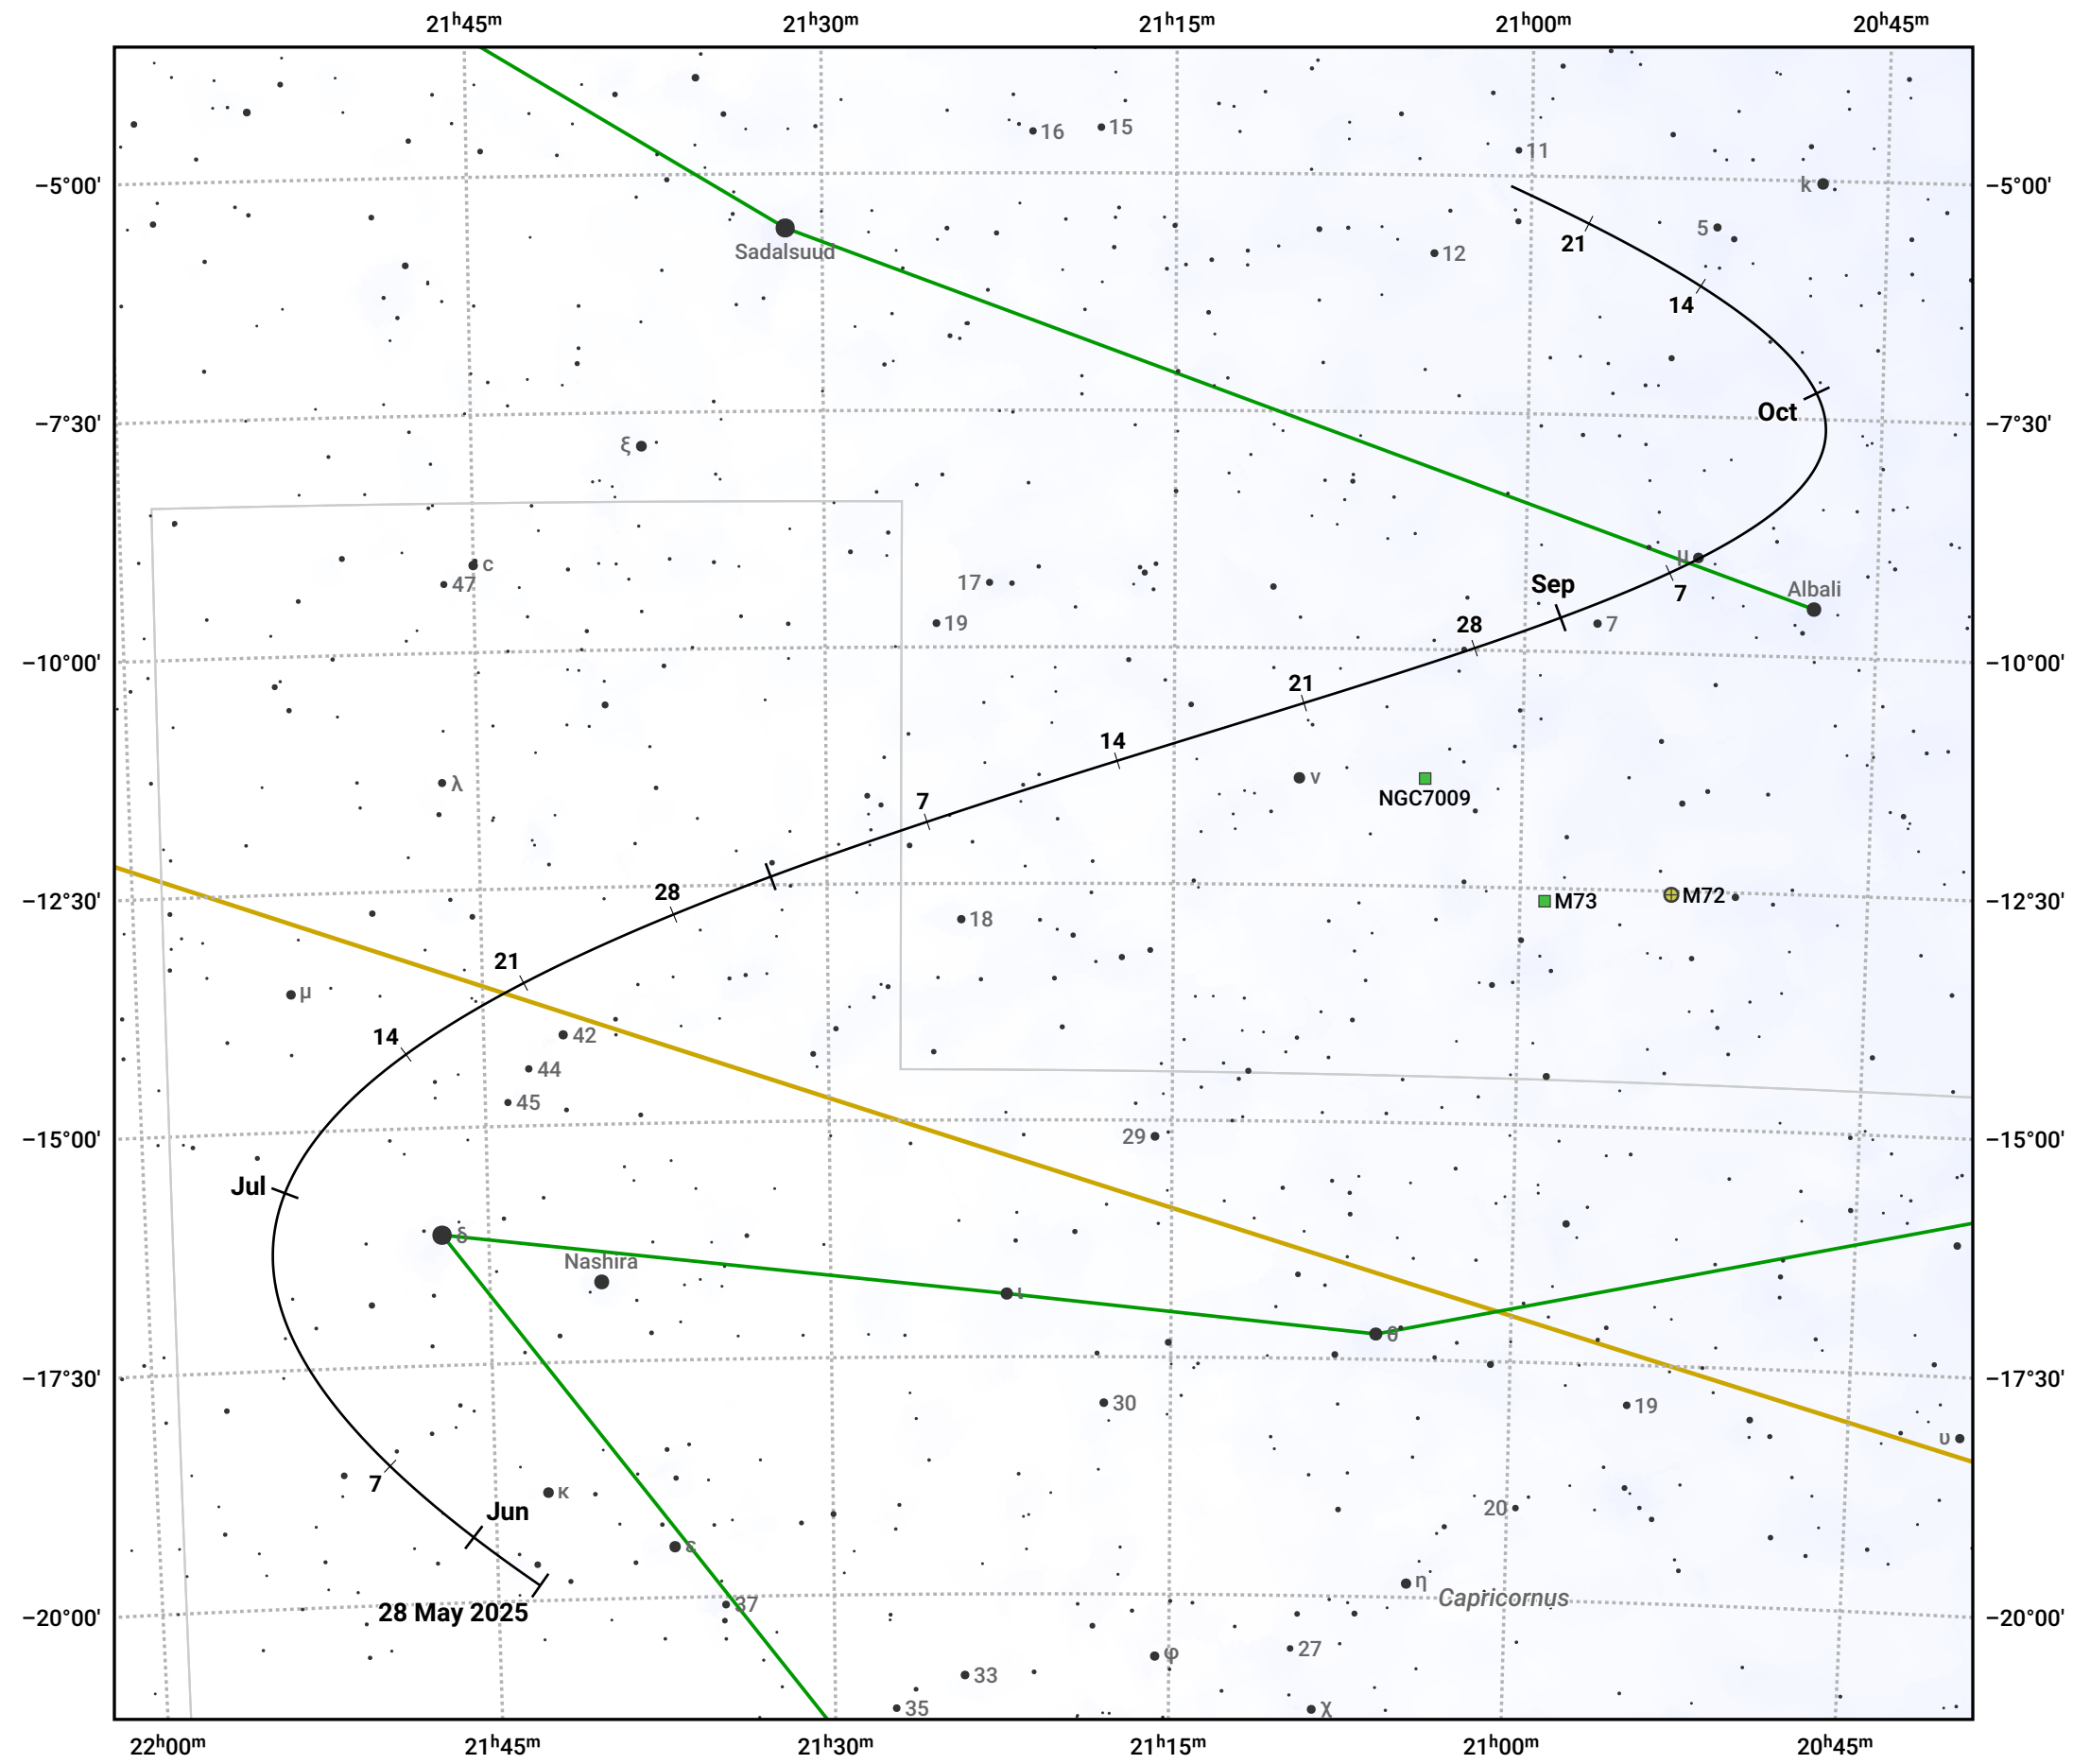 21ʰ45ᵐ 21ʰ30ᵐ 21ʰ15ᵐ 21ʰ00ᵐ 20ʰ45ᵐ
16 15
11
−5°00' k −5°00'
5
21
Sadalsuud 12
14
Oct
−7°30' −7°30'
ξ
μ
c
47 17 Sep Albali
7
19 28 7
−10°00' −10°00'
21
14
λ ν
NGC7009
7
28
−12°30' M73 M72 −12°30'
18
21
μ
14 42
44
45
−15°00' 29 −15°00'
Jul
δ
Nashira
ι
θ
−17°30' −17°30'
30 19
υ
7
κ
Jun 20
ε
η
Capricornus
28 May 2025 37
−20°00' −20°00'
φ 27
33
35 χ
22ʰ00ᵐ 21ʰ45ᵐ 21ʰ30ᵐ 21ʰ15ᵐ 21ʰ00ᵐ 20ʰ45ᵐ